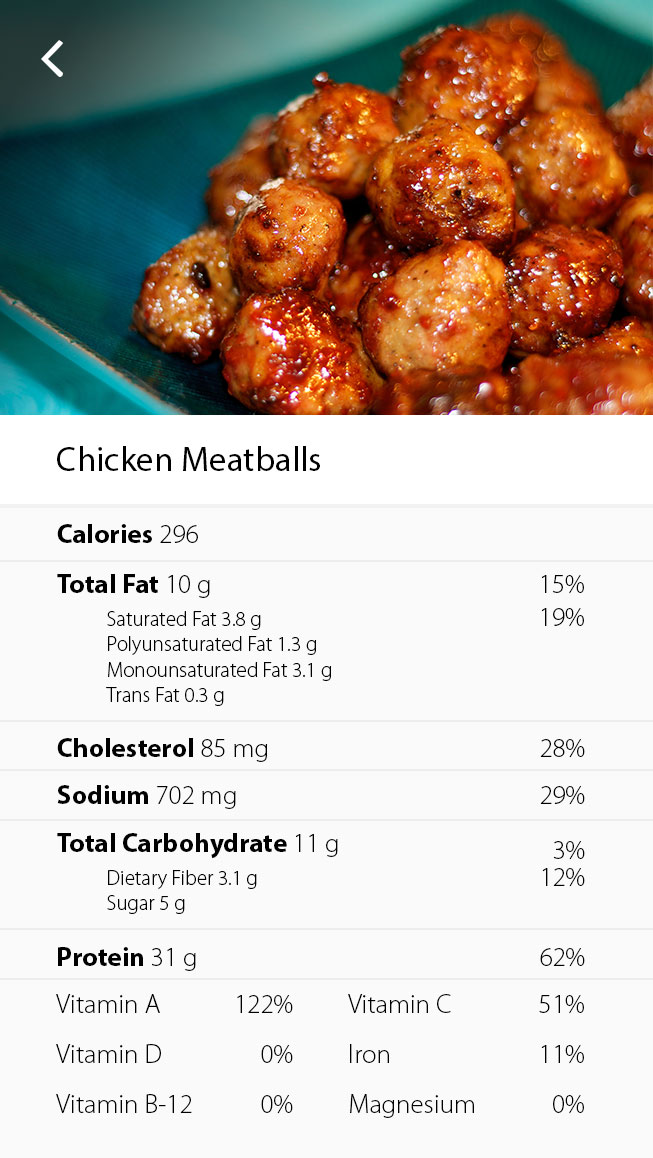 Chicken Meatballs
Calories 296
Total Fat 10 g 15%
Saturated Fat 3.8 g 19%
Polyunsaturated Fat 1.3 g
Monounsaturated Fat 3.1 g
Trans Fat 0.3 g
Cholesterol 85 mg 28%
Sodium 702 mg 29%
Total Carbohydrate 11 g 3%
Dietary Fiber 3.1 g 12%
Sugar 5 g
Protein 31 g 62%
Vitamin A 122% Vitamin C 51%
Vitamin D 0% Iron 11%
Vitamin B-12 0% Magnesium 0%